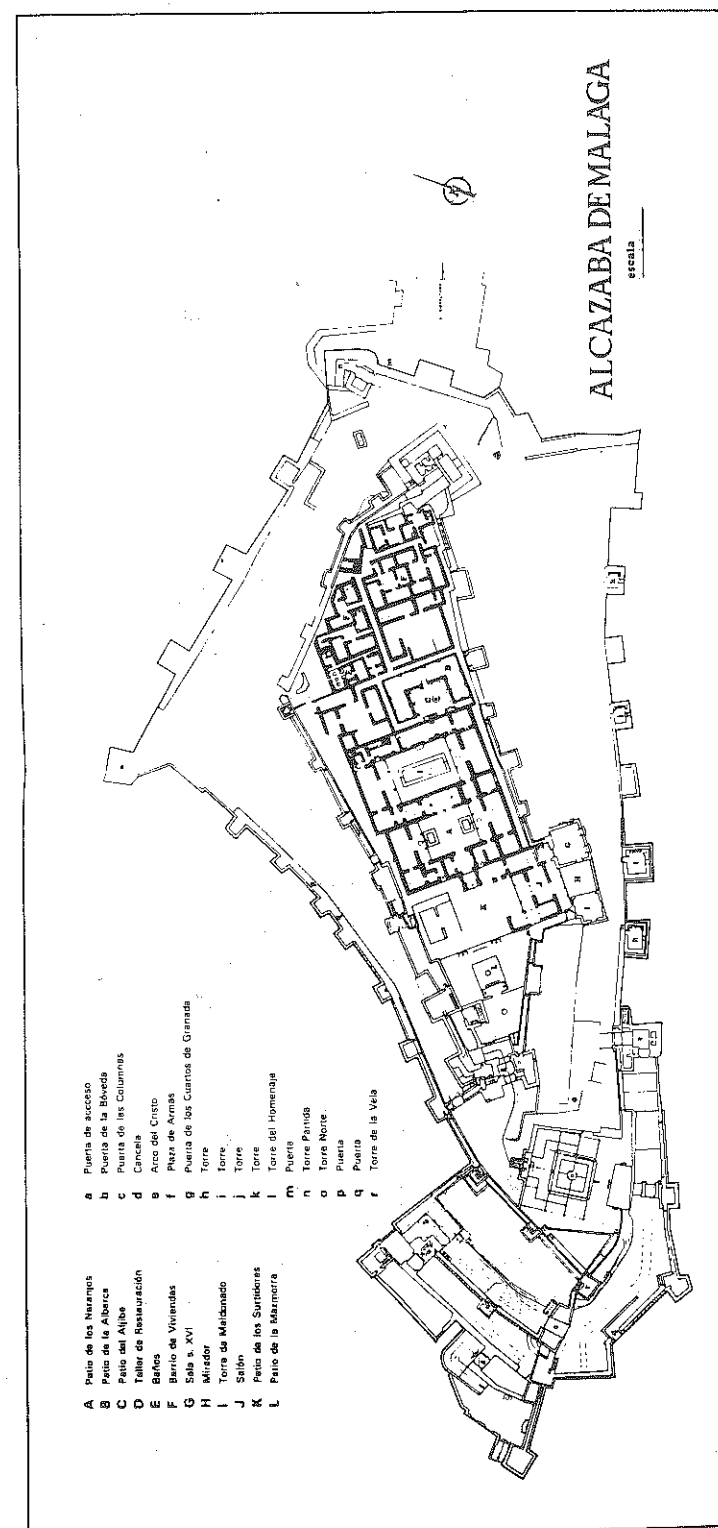 ALCAZABA DE MALAGA
escala
A Patio de los Naranjos
B Patio de la Alberca
C Patio del Aljibe
D Taller de Restauración
E Baños
F Barrio de Viviendas
G Sala s. XVI
H Mirador
I Torre de Maldonado
J Salón
K Patio de los Surtidores
L Patio de la Mazmorra
a Puerta de acceso
b Puerta de la Bóveda
c Puerta de las Columnas
d Cancela
e Arco del Cristo
f Plaza de Armas
g Puerta de los Cuartos de Granada
h Torre
i Torre
j Torre
k Torre
l Torre del Homenaje
m Puerta
n Torre Partida
o Torre Norte
p Puerta
q Puerta
r Torre de la Vela